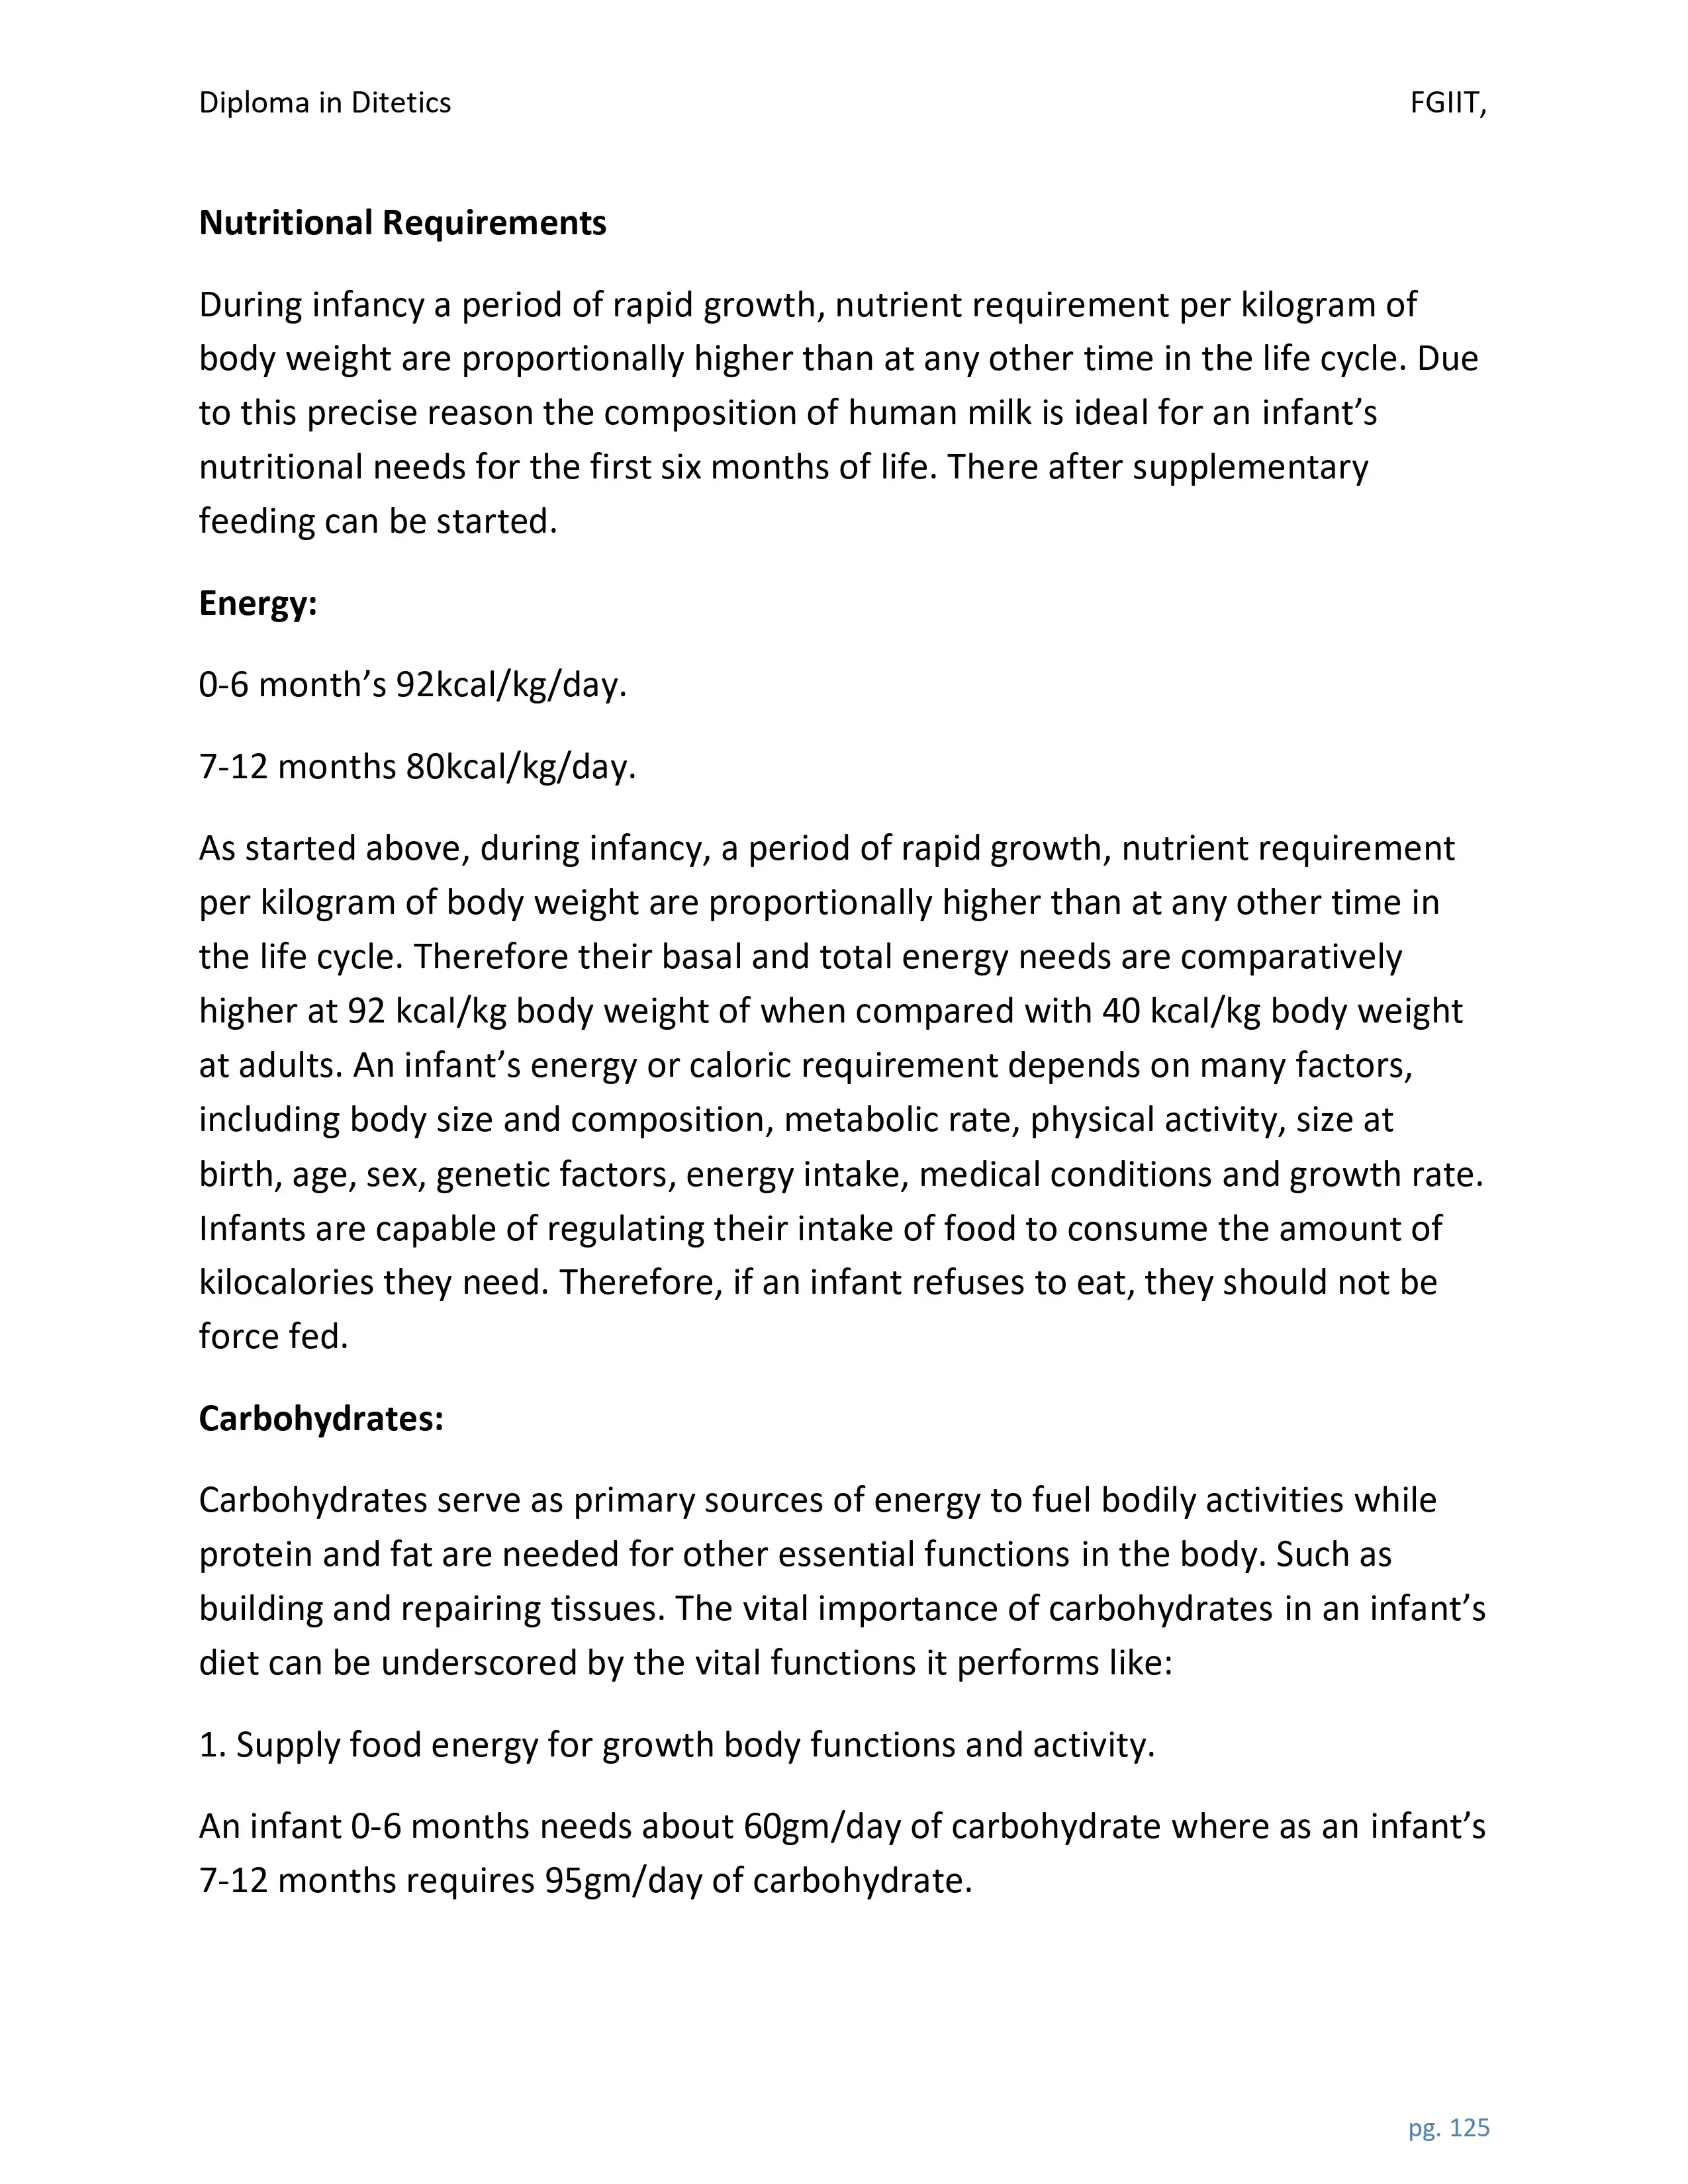 Diploma in Ditetics FGIIT,
Nutritional Requirements
During infancy a period of rapid growth, nutrient requirement per kilogram of
body weight are proportionally higher than at any other time in the life cycle. Due
to this precise reason the composition of human milk is ideal for an infant’s
nutritional needs for the first six months of life. There after supplementary
feeding can be started.
Energy:
0-6 month’s 92kcal/kg/day.
7-12 months 80kcal/kg/day.
As started above, during infancy, a period of rapid growth, nutrient requirement
per kilogram of body weight are proportionally higher than at any other time in
the life cycle. Therefore their basal and total energy needs are comparatively
higher at 92 kcal/kg body weight of when compared with 40 kcal/kg body weight
at adults. An infant’s energy or caloric requirement depends on many factors,
including body size and composition, metabolic rate, physical activity, size at
birth, age, sex, genetic factors, energy intake, medical conditions and growth rate.
Infants are capable of regulating their intake of food to consume the amount of
kilocalories they need. Therefore, if an infant refuses to eat, they should not be
force fed.
Carbohydrates:
Carbohydrates serve as primary sources of energy to fuel bodily activities while
protein and fat are needed for other essential functions in the body. Such as
building and repairing tissues. The vital importance of carbohydrates in an infant’s
diet can be underscored by the vital functions it performs like:
1. Supply food energy for growth body functions and activity.
An infant 0-6 months needs about 60gm/day of carbohydrate where as an infant’s
7-12 months requires 95gm/day of carbohydrate.
pg. 125